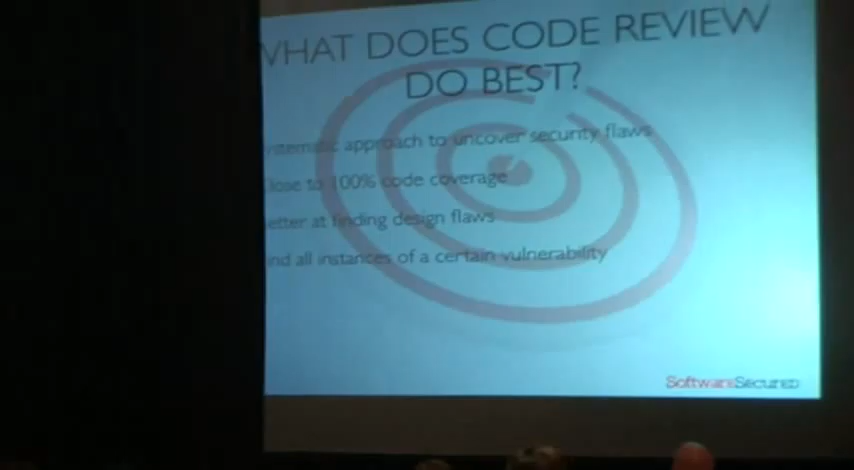 WHAT DOES CODE REVIEW
DO BEST?
ystematic approach to uncover security flaws
lose to 100% code coverage
etter at finding design flaws
ind all instances of a certain vulnerability
SoftwareSecured